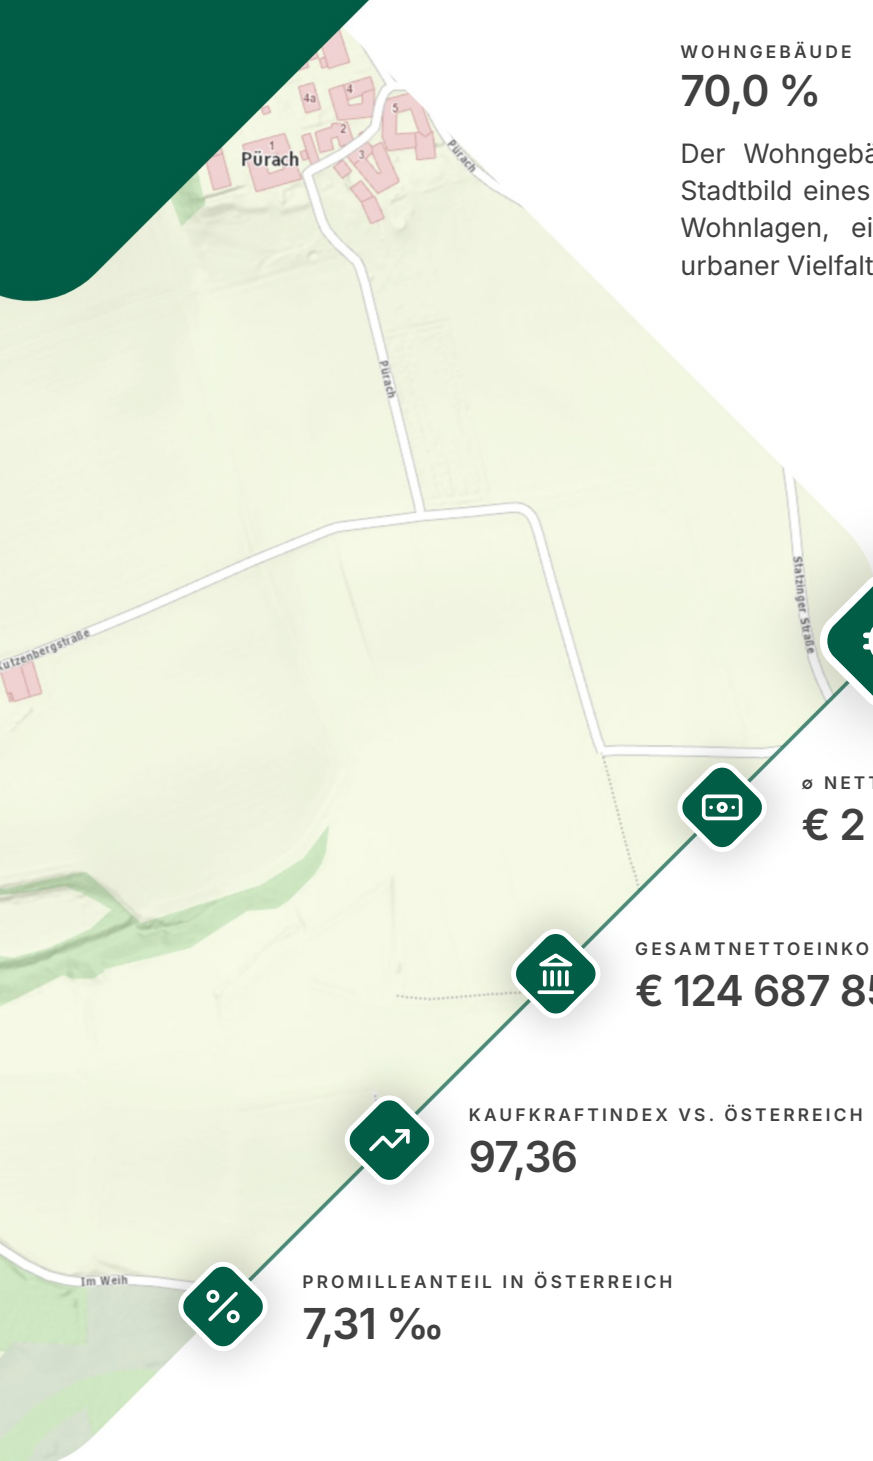 WOHNGEBÄUDE
70,0 %
Der Wohngebä
Stadtbild eines
Wohnlagen, ei
urbaner Vielfalt
4a
4
5
2
1
3
Pürach
Pürach
Pürach
Statzinger Straße
Kutzenbergstraße
ø NETT
€ 2
GESAMTNETTOEINKO
€ 124 687 85
KAUFKRAFTINDEX VS. ÖSTERREICH
97,36
Im Weih
PROMILLEANTEIL IN ÖSTERREICH
7,31 ‰